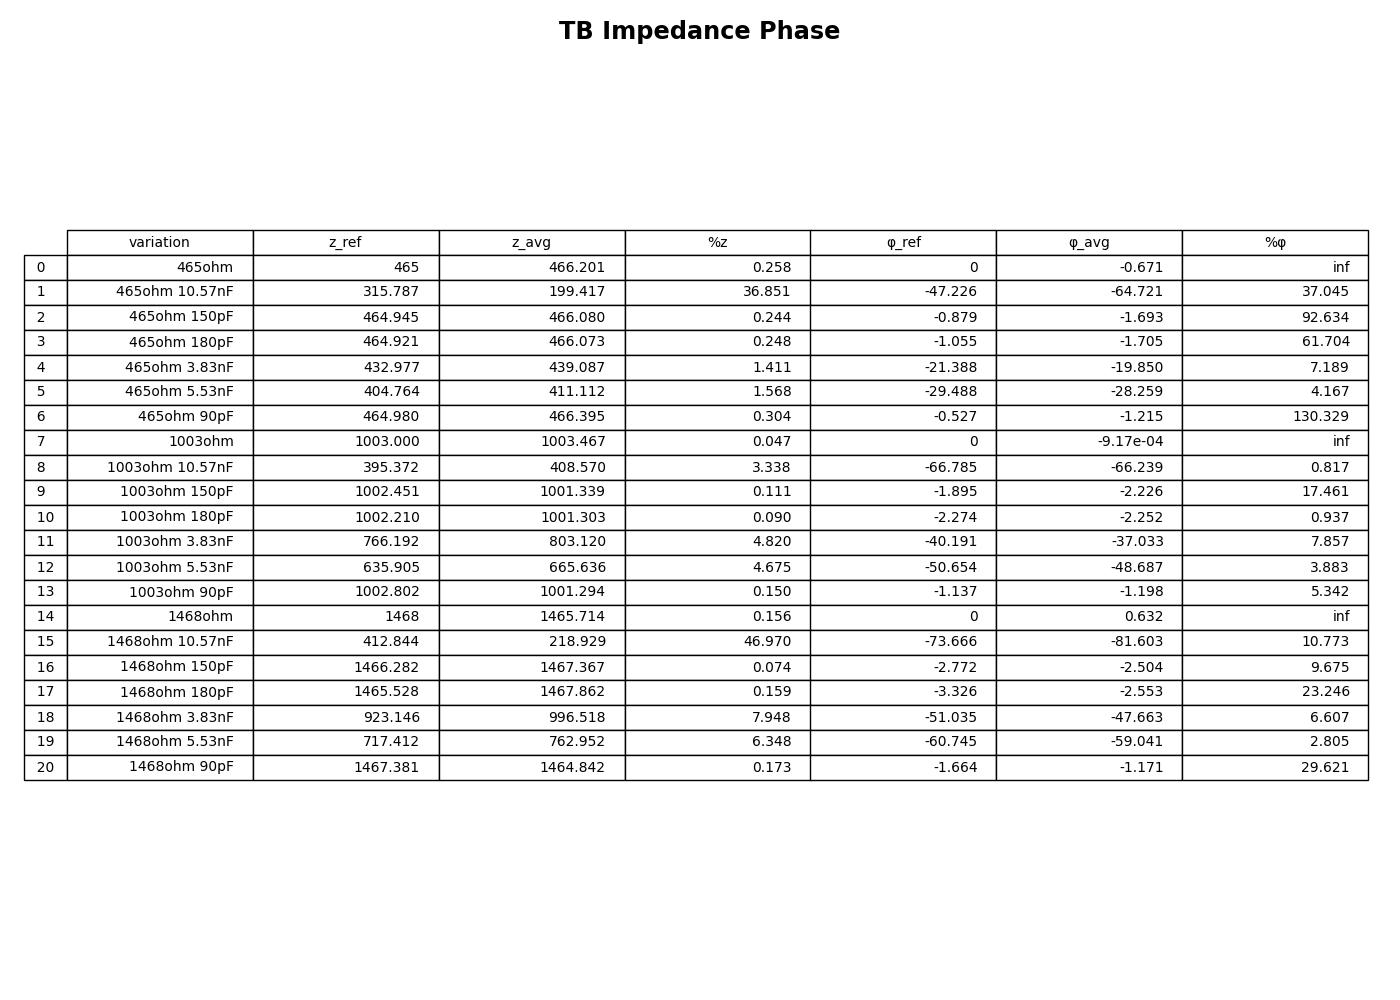 TB Impedance Phase
variation z_ref z_avg %z φ_ref φ_avg %φ
0 465ohm 465 466.201 0.258 0 -0.671 inf
1 465ohm 10.57nF 315.787 199.417 36.851 -47.226 -64.721 37.045
2 465ohm 150pF 464.945 466.080 0.244 -0.879 -1.693 92.634
3 465ohm 180pF 464.921 466.073 0.248 -1.055 -1.705 61.704
4 465ohm 3.83nF 432.977 439.087 1.411 -21.388 -19.850 7.189
5 465ohm 5.53nF 404.764 411.112 1.568 -29.488 -28.259 4.167
6 465ohm 90pF 464.980 466.395 0.304 -0.527 -1.215 130.329
7 1003ohm 1003.000 1003.467 0.047 0 -9.17e-04 inf
8 1003ohm 10.57nF 395.372 408.570 3.338 -66.785 -66.239 0.817
9 1003ohm 150pF 1002.451 1001.339 0.111 -1.895 -2.226 17.461
10 1003ohm 180pF 1002.210 1001.303 0.090 -2.274 -2.252 0.937
11 1003ohm 3.83nF 766.192 803.120 4.820 -40.191 -37.033 7.857
12 1003ohm 5.53nF 635.905 665.636 4.675 -50.654 -48.687 3.883
13 1003ohm 90pF 1002.802 1001.294 0.150 -1.137 -1.198 5.342
14 1468ohm 1468 1465.714 0.156 0 0.632 inf
15 1468ohm 10.57nF 412.844 218.929 46.970 -73.666 -81.603 10.773
16 1468ohm 150pF 1466.282 1467.367 0.074 -2.772 -2.504 9.675
17 1468ohm 180pF 1465.528 1467.862 0.159 -3.326 -2.553 23.246
18 1468ohm 3.83nF 923.146 996.518 7.948 -51.035 -47.663 6.607
19 1468ohm 5.53nF 717.412 762.952 6.348 -60.745 -59.041 2.805
20 1468ohm 90pF 1467.381 1464.842 0.173 -1.664 -1.171 29.621